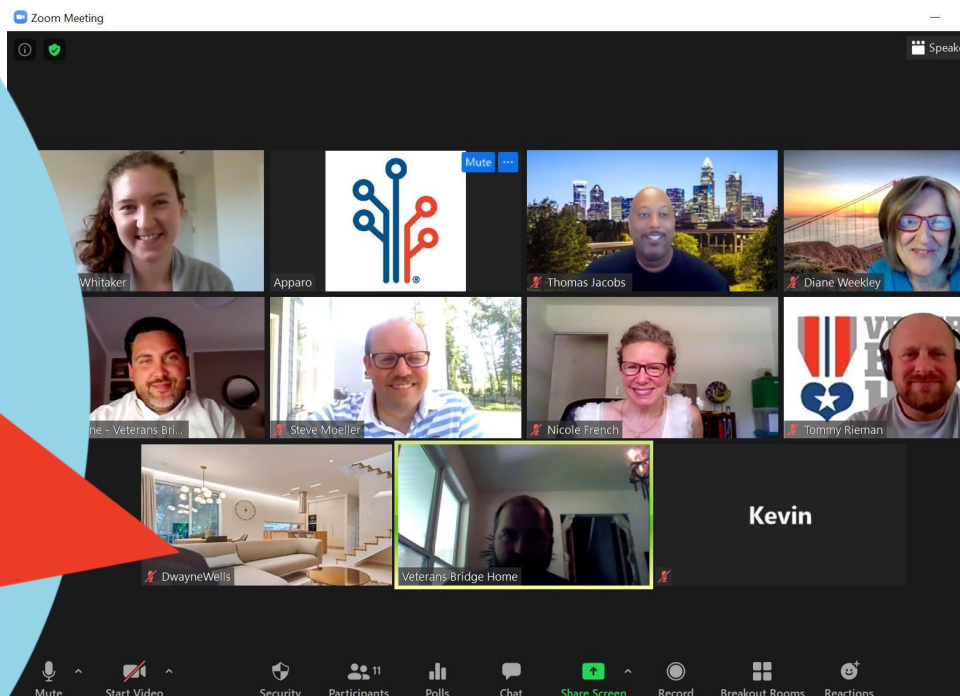 Zoom Meeting
Speake
Mute ...
Whitaker
Apparo
®
Thomas Jacobs
Diane Weekley
ne - Veterans Bri...
Steve Moeller
Nicole French
Tommy Rieman
DwayneWells
Veterans Bridge Home
Kevin
11
Mute
Start Video
Security
Participants
Polls
Chat
Share Screen
Record
Breakout Rooms
Reactions